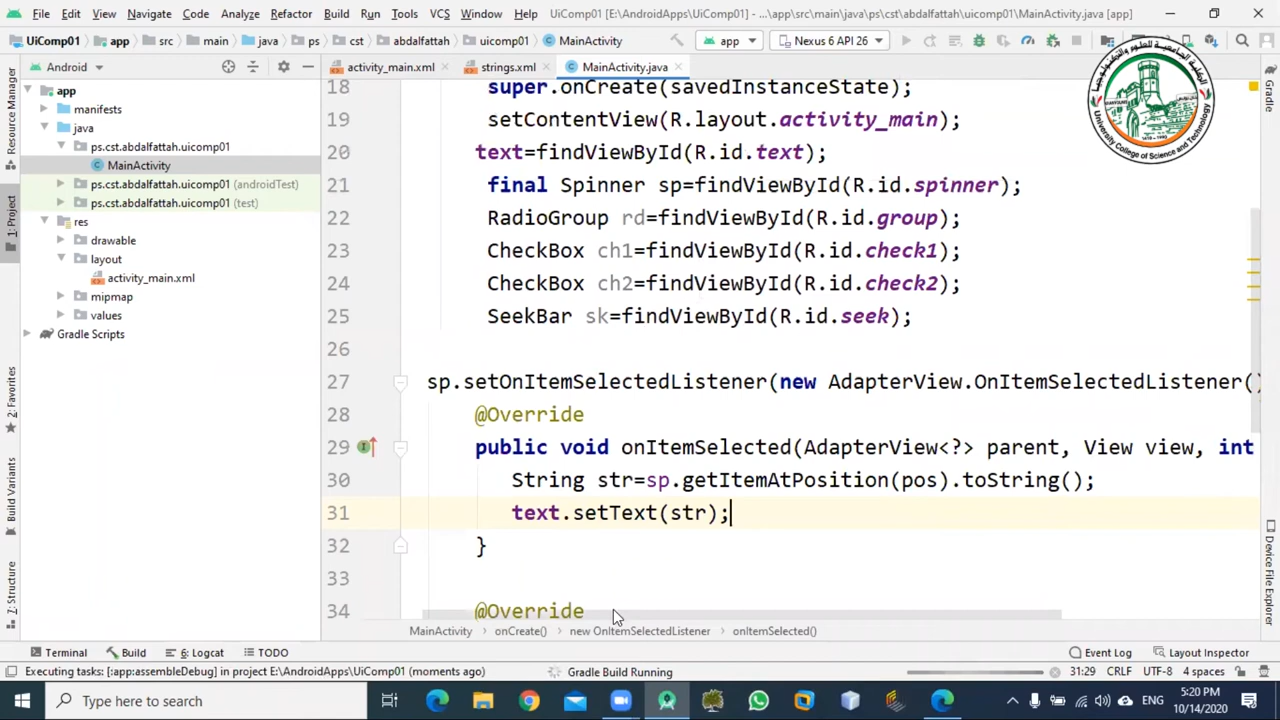 File Edit View Navigate Code Analyze Refactor Build Run Tools VCS Window Help UiComp01 [E:\AndroidApps\UiComp01] - ...\app\src\main\java\ps\cst\abdalfattah\uicomp01\MainActivity.java [app]
UiComp01 app src main java ps cst abdalfattah uicomp01 MainActivity app Nexus 6 API 26
Android activity_main.xml strings.xml MainActivity.java
Resource Manager
1: Project
2: Favorites
Build Variants
7: Structure
app
manifests
java
ps.cst.abdalfattah.uicomp01
MainActivity
ps.cst.abdalfattah.uicomp01 (androidTest)
ps.cst.abdalfattah.uicomp01 (test)
res
drawable
layout
activity_main.xml
mipmap
values
Gradle Scripts
18 super.onCreate(savedInstanceState);
19 setContentView(R.layout.activity_main);
20 text=findViewById(R.id.text);
21 final Spinner sp=findViewById(R.id.spinner);
22 RadioGroup rd=findViewById(R.id.group);
23 CheckBox ch1=findViewById(R.id.check1);
24 CheckBox ch2=findViewById(R.id.check2);
25 SeekBar sk=findViewById(R.id.seek);
26
27 sp.setOnItemSelectedListener(new AdapterView.OnItemSelectedListener()
28 @Override
29 public void onItemSelected(AdapterView<?> parent, View view, int
30 String str=sp.getItemAtPosition(pos).toString();
31 text.setText(str);
32 }
33
34 @Override
Gradle
Device File Explorer
MainActivity onCreate() new OnItemSelectedListener onItemSelected()
Terminal Build 6: Logcat TODO Event Log Layout Inspector
Executing tasks: [:app:assembleDebug] in project E:\AndroidApps\UiComp01 (moments ago) Gradle Build Running 31:29 CRLF UTF-8 4 spaces
Type here to search ENG 5:20 PM
10/14/2020